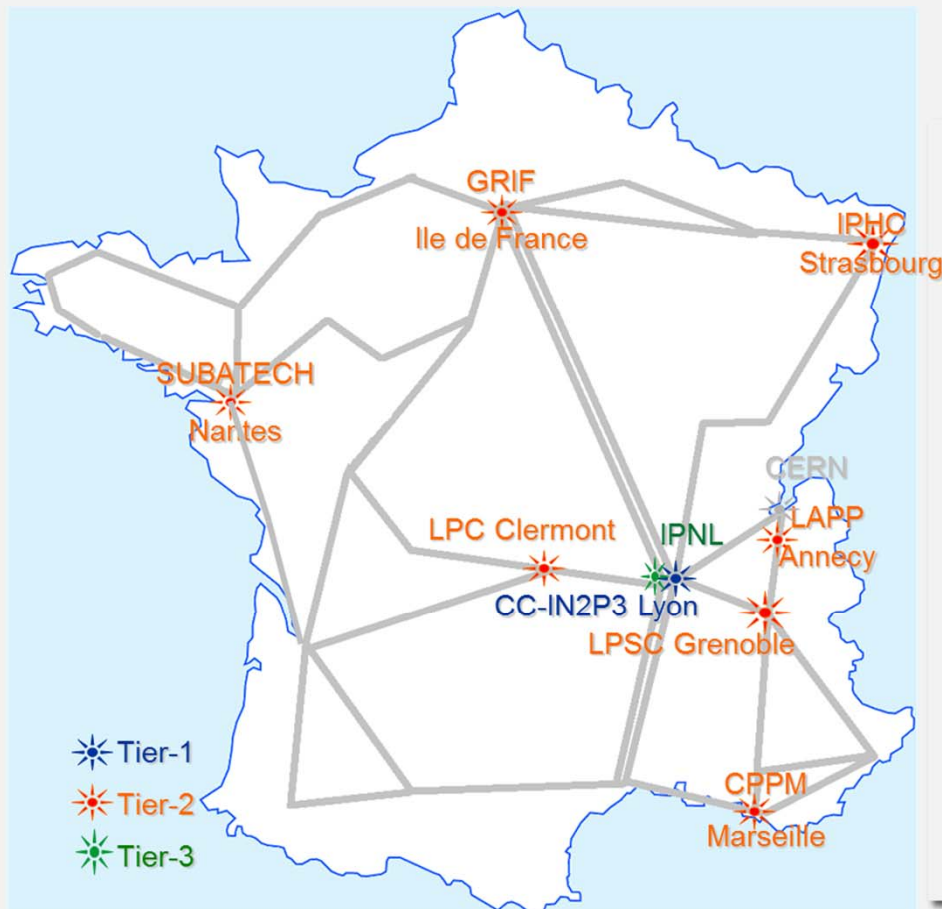 GRIF
Ile de France
IPHC
Strasbourg
SUBATECH
Nantes
CERN
LAPP
Annecy
LPC Clermont
IPNL
CC-IN2P3 Lyon
LPSC Grenoble
Tier-1
Tier-2
Tier-3
CPPM
Marseille